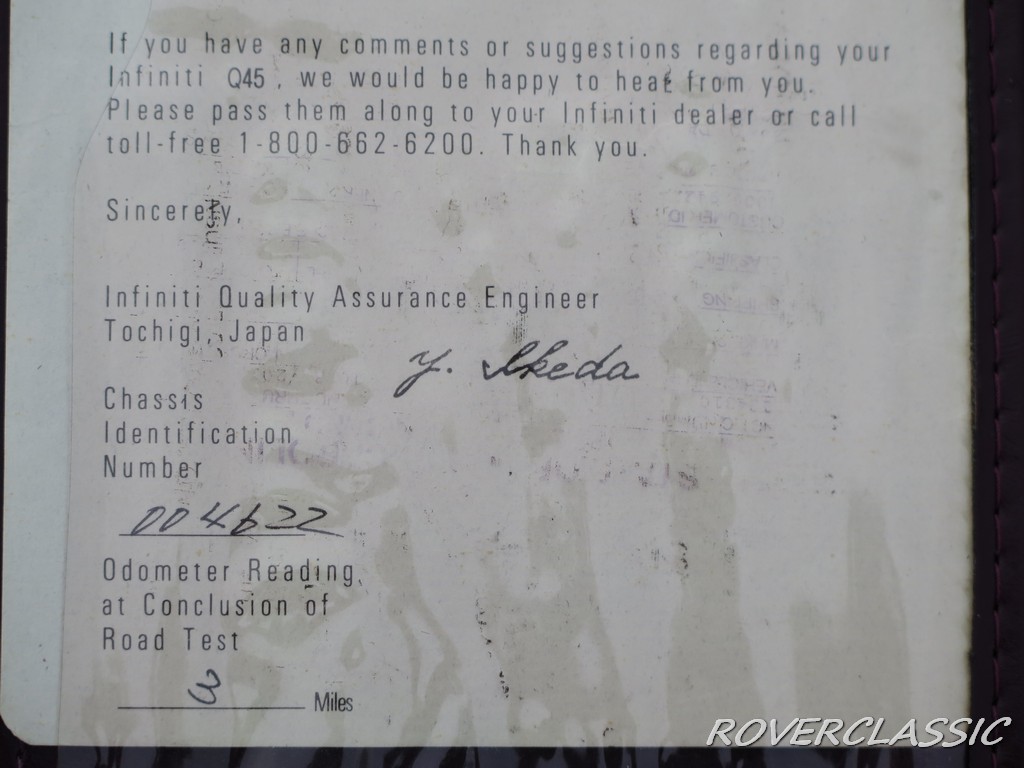 If you have any comments or suggestions regarding your
Infiniti Q45, we would be happy to hear from you.
Please pass them along to your Infiniti dealer or call
toll-free 1-800-662-6200. Thank you.
Sincerely,
Infiniti Quality Assurance Engineer
Tochigi, Japan
Y. Ikeda
Chassis
Identification
Number
004622
Odometer Reading
at Conclusion of
Road Test
3 Miles
ROVERCLASSIC